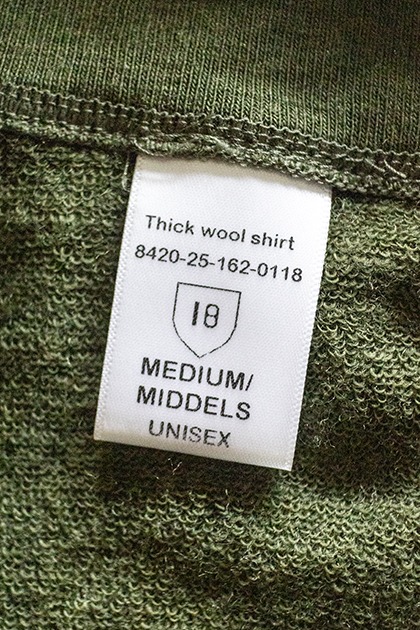 Thick wool shirt
8420-25-162-0118
18
MEDIUM/
MIDDELS
UNISEX